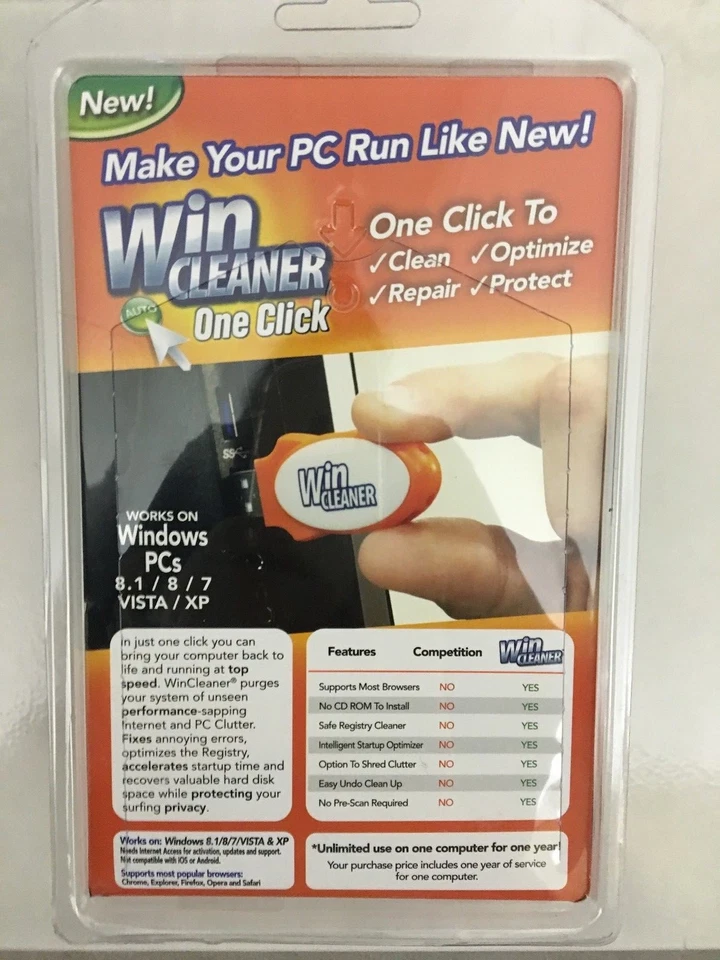 New!
Make Your PC Run Like New!
Win
CLEANER
AUTO
One Click
One Click To
✓Clean ✓Optimize
✓Repair ✓Protect
SS
Win
CLEANER
WORKS ON
Windows
PCs
8.1 / 8 / 7
VISTA / XP
In just one click you can
bring your computer back to
life and running at top
speed. WinCleaner® purges
your system of unseen
performance-sapping
Internet and PC Clutter.
Fixes annoying errors,
optimizes the Registry,
accelerates startup time and
recovers valuable hard disk
space while protecting your
surfing privacy.
Features Competition Win CLEANER
Supports Most Browsers NO YES
No CD ROM To Install NO YES
Safe Registry Cleaner NO YES
Intelligent Startup Optimizer NO YES
Option To Shred Clutter NO YES
Easy Undo Clean Up NO YES
No Pre-Scan Required NO YES
Works on: Windows 8.1/8/7/VISTA & XP
Needs Internet Access for activation, updates and support.
Not compatible with iOS or Android.
Supports most popular browsers:
Chrome, Explorer, Firefox, Opera and Safari
*Unlimited use on one computer for one year!
Your purchase price includes one year of service
for one computer.